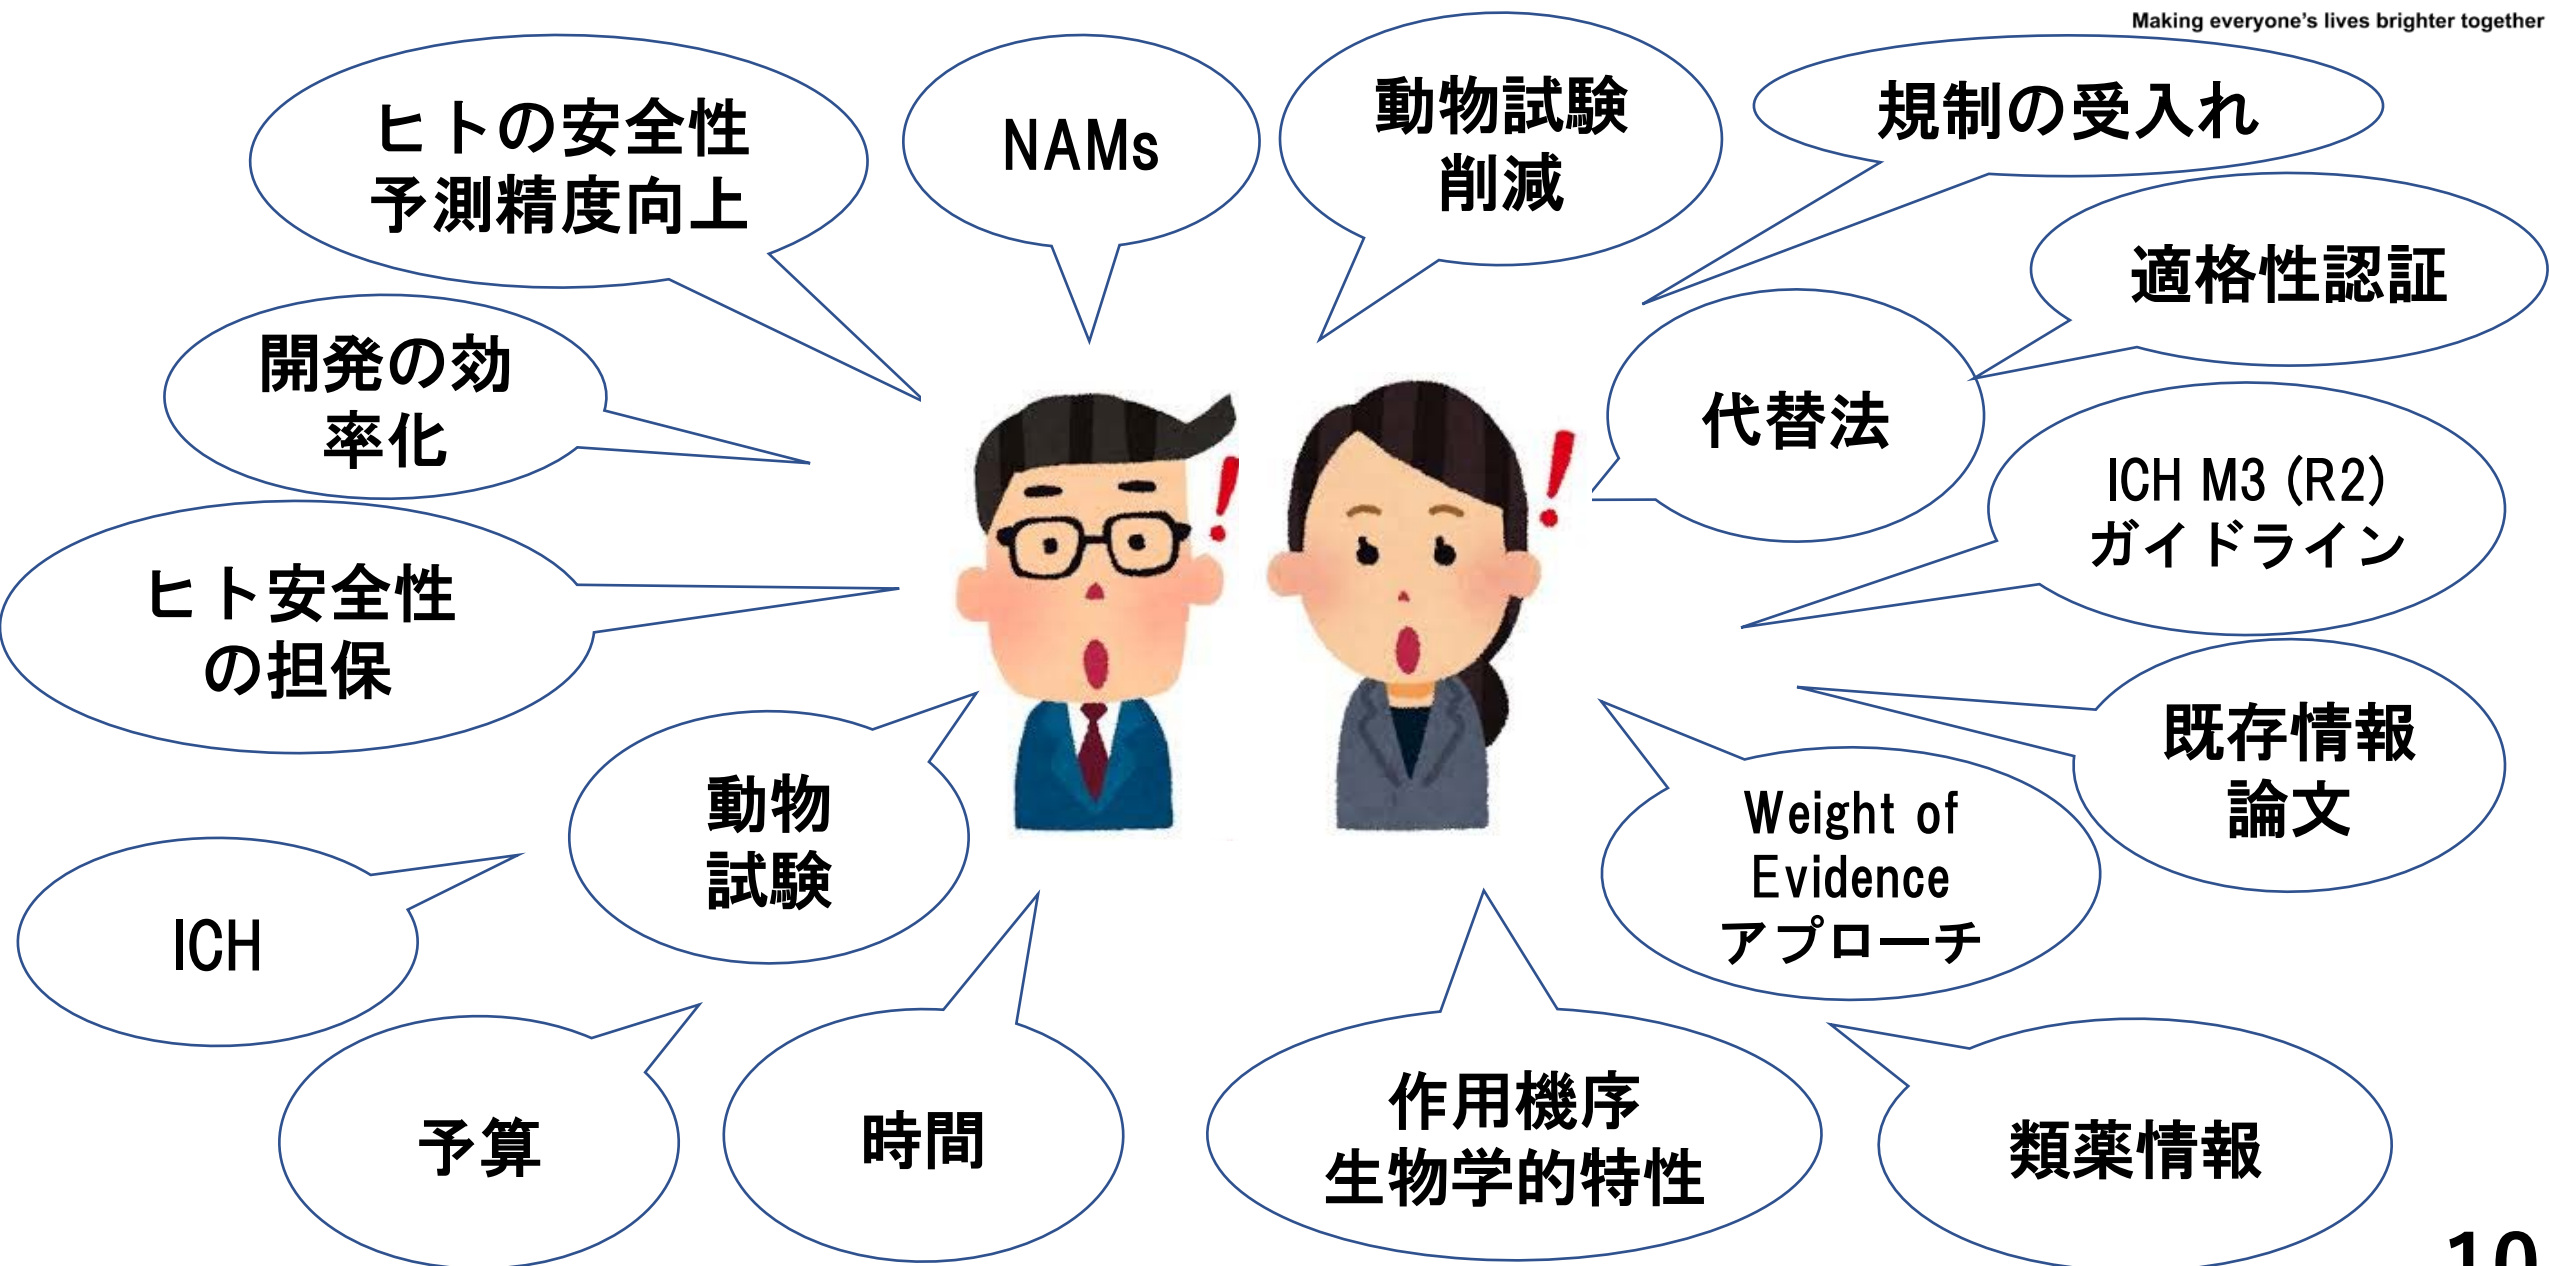 Making everyone's lives brighter together
ヒトの安全性
予測精度向上
NAMs
動物試験
削減
規制の受入れ
適格性認証
開発の効
率化
代替法
ICH M3 (R2)
ガイドライン
ヒト安全性
の担保
既存情報
論文
動物
試験
Weight of
Evidence
アプローチ
ICH
予算
時間
作用機序
生物学的特性
類薬情報
10